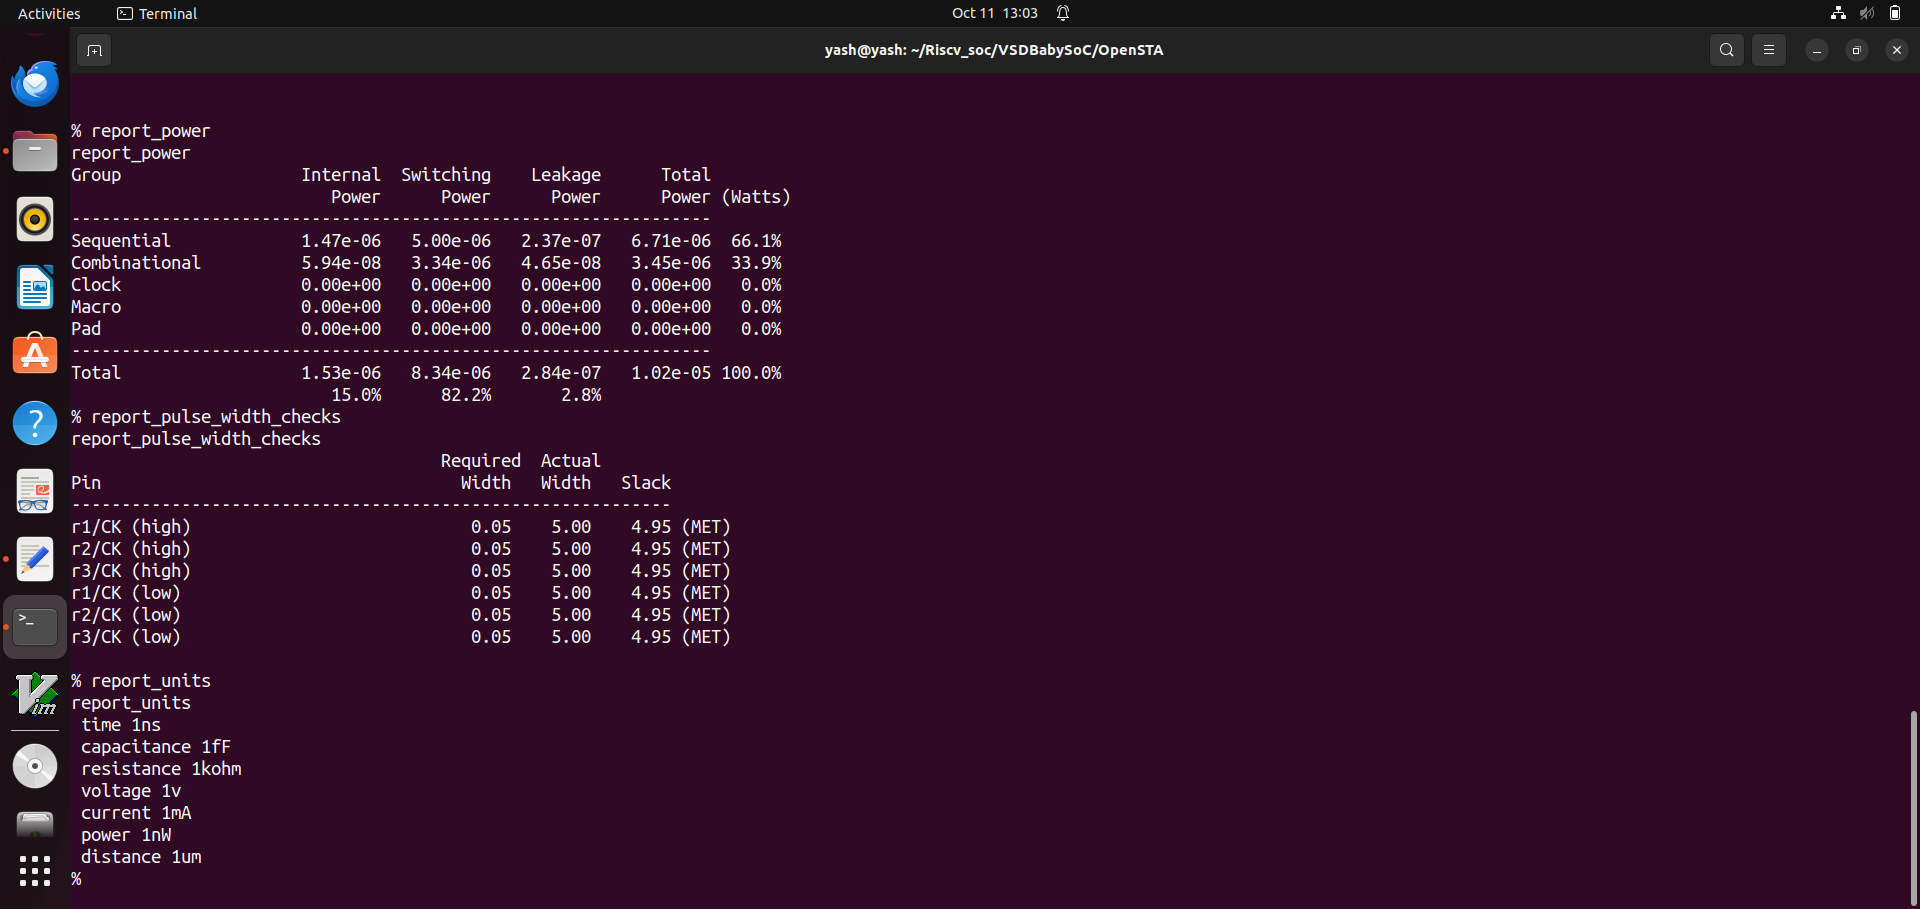 Activities   Terminal   Oct 11  13:03
yash@yash: ~/Riscv_soc/VSDBabySoC/OpenSTA
% report_power
report_power
Group                  Internal  Switching    Leakage      Total
                          Power      Power      Power      Power (Watts)
----------------------------------------------------------------
Sequential             1.47e-06   5.00e-06   2.37e-07   6.71e-06  66.1%
Combinational          5.94e-08   3.34e-06   4.65e-08   3.45e-06  33.9%
Clock                  0.00e+00   0.00e+00   0.00e+00   0.00e+00   0.0%
Macro                  0.00e+00   0.00e+00   0.00e+00   0.00e+00   0.0%
Pad                    0.00e+00   0.00e+00   0.00e+00   0.00e+00   0.0%
----------------------------------------------------------------
Total                  1.53e-06   8.34e-06   2.84e-07   1.02e-05 100.0%
                          15.0%      82.2%       2.8%
% report_pulse_width_checks
report_pulse_width_checks
                                     Required  Actual
Pin                                    Width   Width   Slack
------------------------------------------------------------
r1/CK (high)                            0.05    5.00    4.95 (MET)
r2/CK (high)                            0.05    5.00    4.95 (MET)
r3/CK (high)                            0.05    5.00    4.95 (MET)
r1/CK (low)                             0.05    5.00    4.95 (MET)
r2/CK (low)                             0.05    5.00    4.95 (MET)
r3/CK (low)                             0.05    5.00    4.95 (MET)
% report_units
report_units
 time 1ns
 capacitance 1fF
 resistance 1kohm
 voltage 1v
 current 1mA
 power 1nW
 distance 1um
%